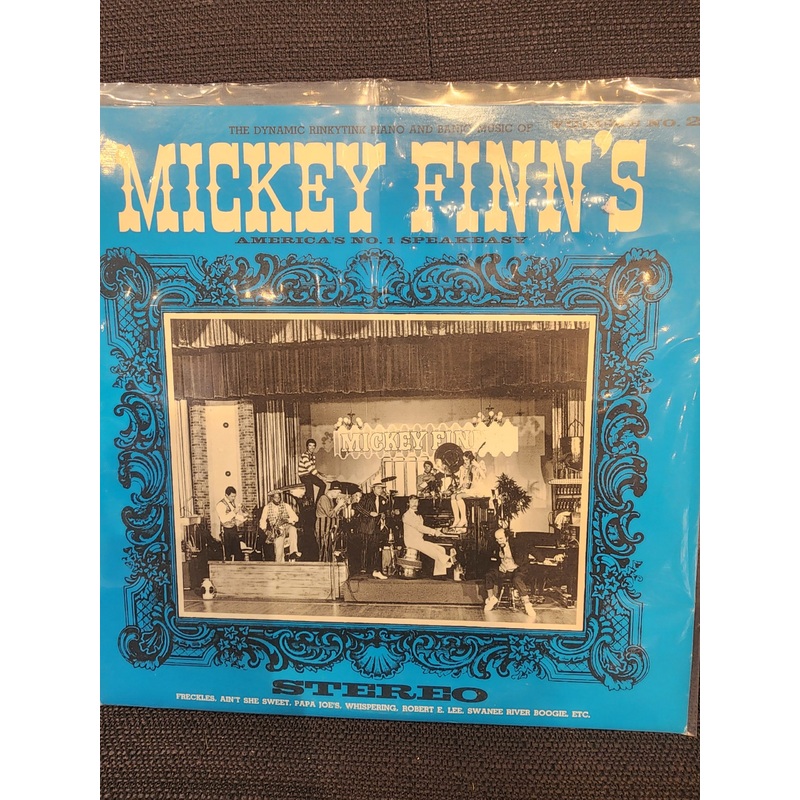 THE DYNAMIC RINKYTINK PIANO AND BANJO MUSIC OF NO. 2
MICKEY FINN'S
AMERICA'S NO. 1 SPEAKEASY
MICKEY FINN
STEREO
FRECKLES, AIN'T SHE SWEET, PAPA JOE'S, WHISPERING, ROBERT E. LEE, SWANEE RIVER BOOGIE, ETC.